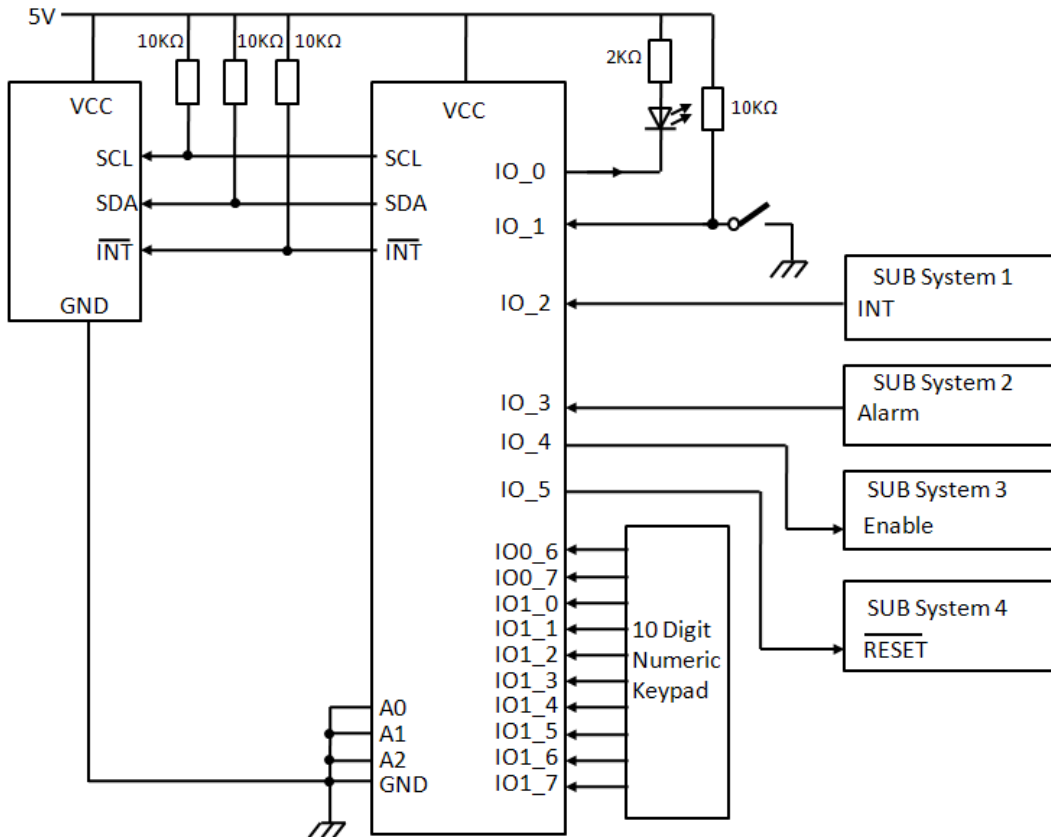 5V
10KΩ
10KΩ
10KΩ
2KΩ
10KΩ
VCC
SCL
SDA
INT
GND
VCC
SCL
SDA
INT
A0
A1
A2
GND
IO_0
IO_1
IO_2
IO_3
IO_4
IO_5
IO0_6
IO0_7
IO1_0
IO1_1
IO1_2
IO1_3
IO1_4
IO1_5
IO1_6
IO1_7
10 Digit
Numeric
Keypad
SUB System 1
INT
SUB System 2
Alarm
SUB System 3
Enable
SUB System 4
RESET